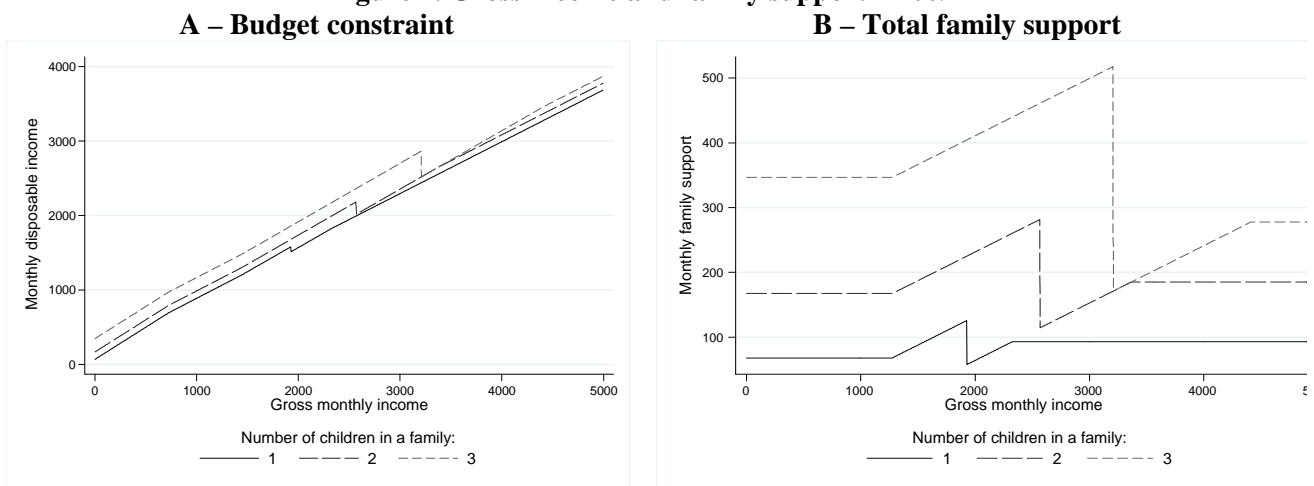 A – Budget constraint
4000
3000
2000
1000
0
Monthly disposable income
0 1000 2000 3000 4000 5000
Gross monthly income
Number of children in a family:
1 2 3
B – Total family support
500
400
300
200
100
Monthly family support
0 1000 2000 3000 4000
Gross monthly income
Number of children in a family:
1 2 3